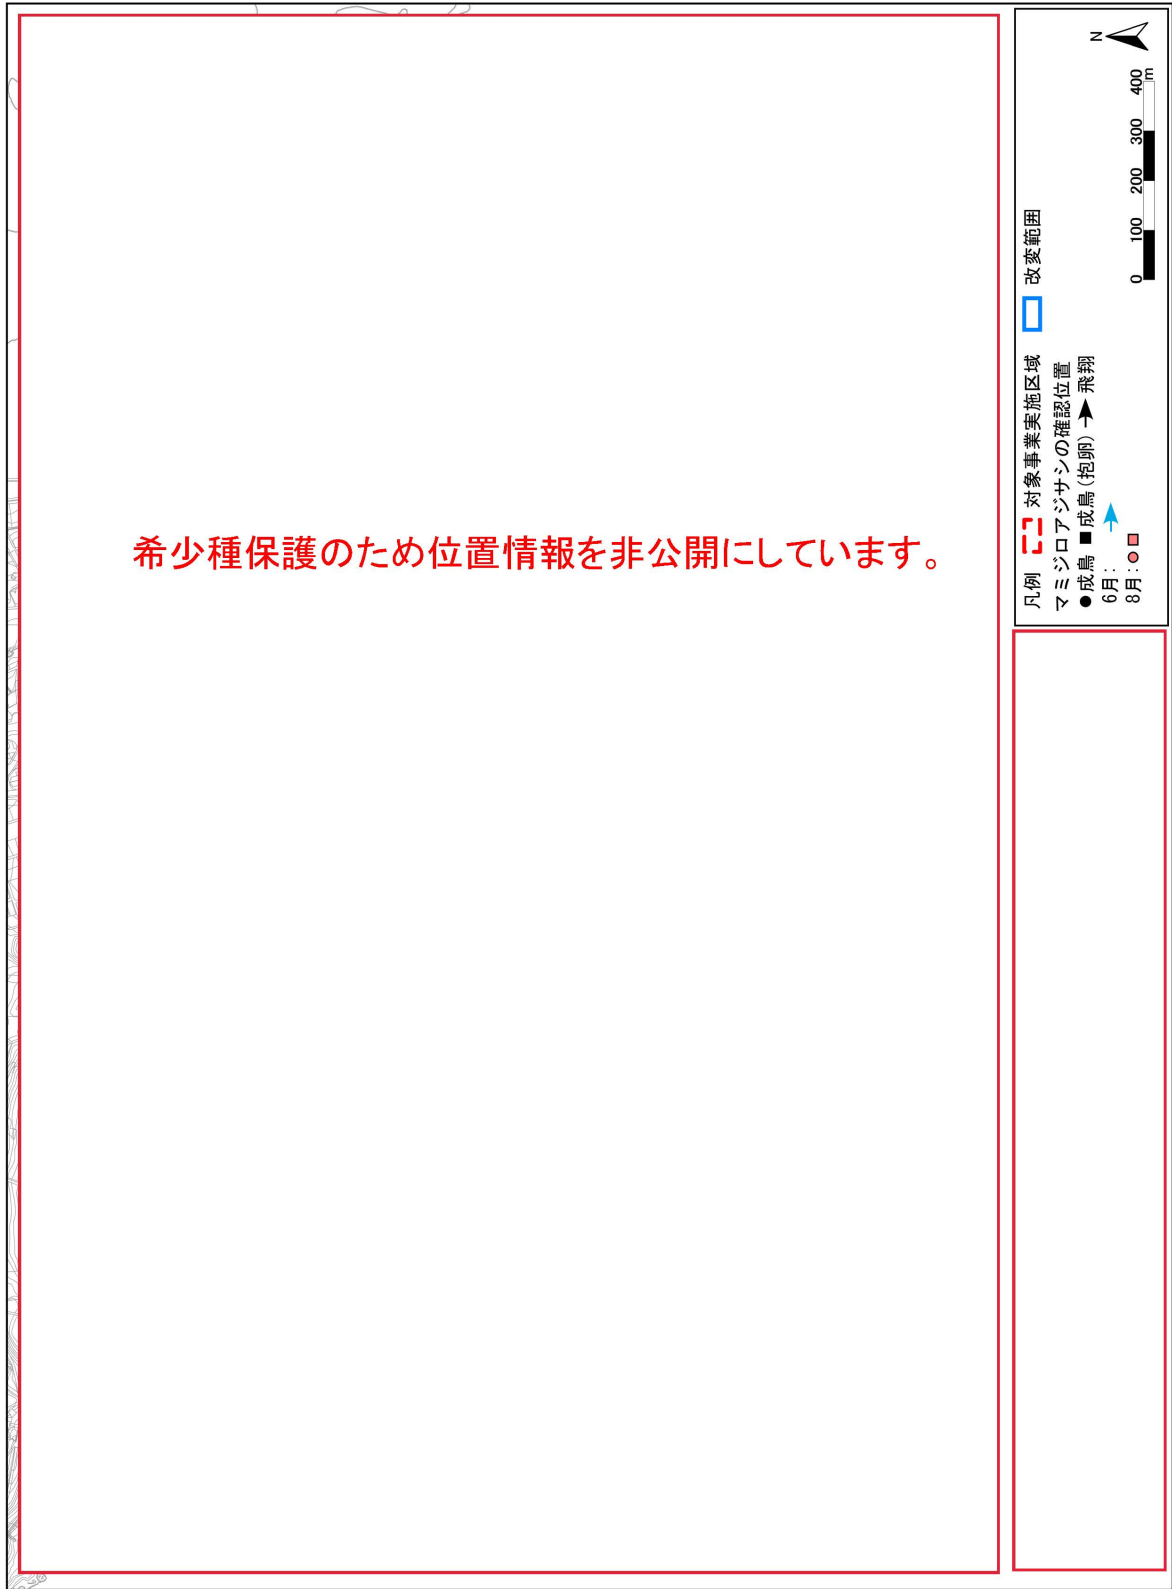 希少種保護のため位置情報を非公開にしています。
凡例 対象事業実施区域 改変範囲
マミジロアジサシの確認位置
●成鳥 ■成鳥(抱卵) 飛翔
6月:
8月:
0 100 200 300 400
m
N